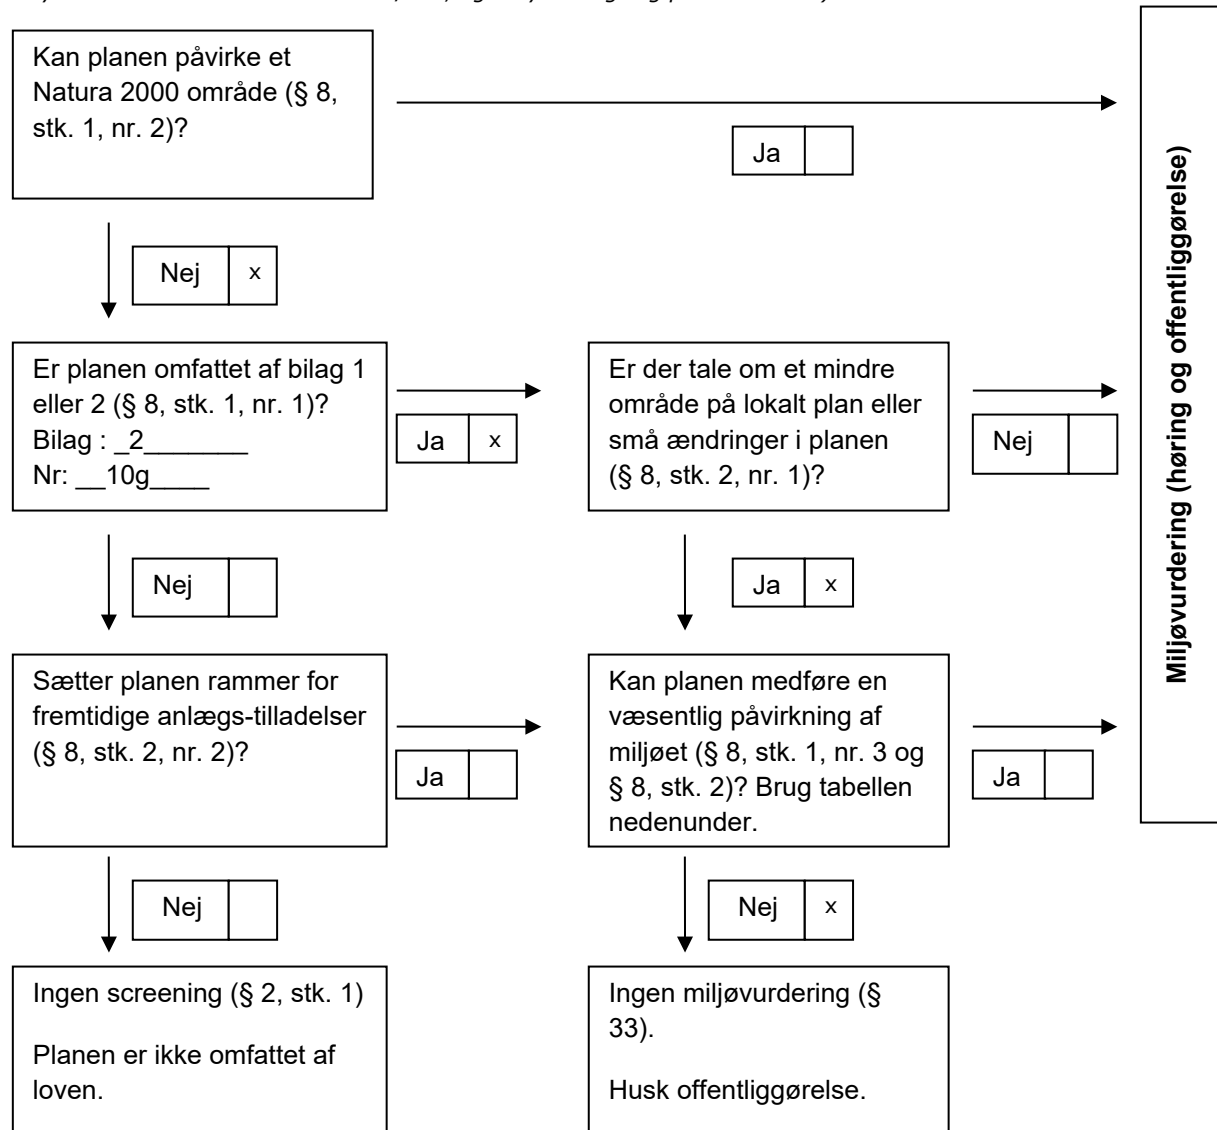 Kan planen påvirke et
Natura 2000 område (§ 8,
stk. 1, nr. 2)?
Ja
Nej x
Er planen omfattet af bilag 1
eller 2 (§ 8, stk. 1, nr. 1)?
Bilag : _2_______
Nr: __10g____
Ja x
Er der tale om et mindre
område på lokalt plan eller
små ændringer i planen
(§ 8, stk. 2, nr. 1)?
Nej
Nej
Ja x
Sætter planen rammer for
fremtidige anlægs-tilladelser
(§ 8, stk. 2, nr. 2)?
Ja
Kan planen medføre en
væsentlig påvirkning af
miljøet (§ 8, stk. 1, nr. 3 og
§ 8, stk. 2)? Brug tabellen
nedenunder.
Ja
Nej
Nej x
Ingen screening (§ 2, stk. 1)
Planen er ikke omfattet af
loven.
Ingen miljøvurdering (§
33).
Husk offentliggørelse.
Miljøvurdering (høring og offentliggørelse)